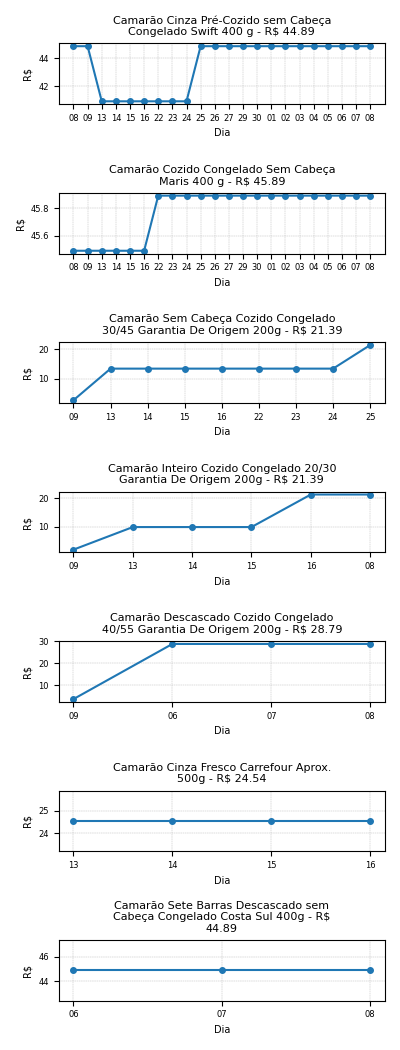 Camarão Cinza Pré-Cozido sem Cabeça
Congelado Swift 400 g - R$ 44.89
R$
44
42
08 09 13 14 15 16 22 23 24 25 26 27 29 30 01 02 03 04 05 06 07 08
Dia
Camarão Cozido Congelado Sem Cabeça
Maris 400 g - R$ 45.89
R$
45.8
45.6
08 09 13 14 15 16 22 23 24 25 26 27 29 30 01 02 03 04 05 06 07 08
Dia
Camarão Sem Cabeça Cozido Congelado
30/45 Garantia De Origem 200g - R$ 21.39
R$
20
10
09 13 14 15 16 22 23 24 25
Dia
Camarão Inteiro Cozido Congelado 20/30
Garantia De Origem 200g - R$ 21.39
R$
20
10
09 13 14 15 16 08
Dia
Camarão Descascado Cozido Congelado
40/55 Garantia De Origem 200g - R$ 28.79
R$
30
20
10
09 06 07 08
Dia
Camarão Cinza Fresco Carrefour Aprox.
500g - R$ 24.54
R$
25
24
13 14 15 16
Dia
Camarão Sete Barras Descascado sem
Cabeça Congelado Costa Sul 400g - R$
44.89
R$
46
44
06 07 08
Dia